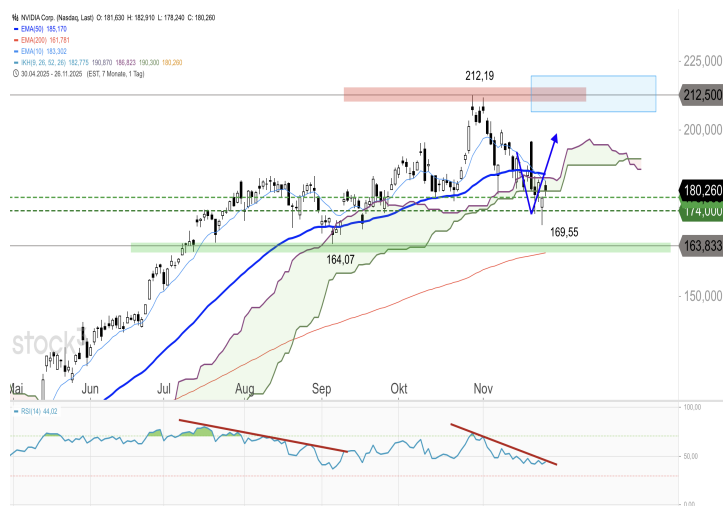 NVIDIA Corp. (Nasdaq, Last) O: 181,630 H: 182,910 L: 178,240 C: 180,260
EMA(50) 185,170
EMA(200) 161,781
EMA(10) 183,302
IKH(9, 26, 52, 26) 182,775 190,870 186,823 190,300 180,260
30.04.2025 - 26.11.2025 (EST, 7 Monate, 1 Tag)
225,000
212,19
212,500
200,000
180,260
174,000
169,55
163,833
164,07
150,000
stock
Mai Jun Jul Aug Sep Okt Nov
RSI(14) 44,02
100,00
50,00
0,00